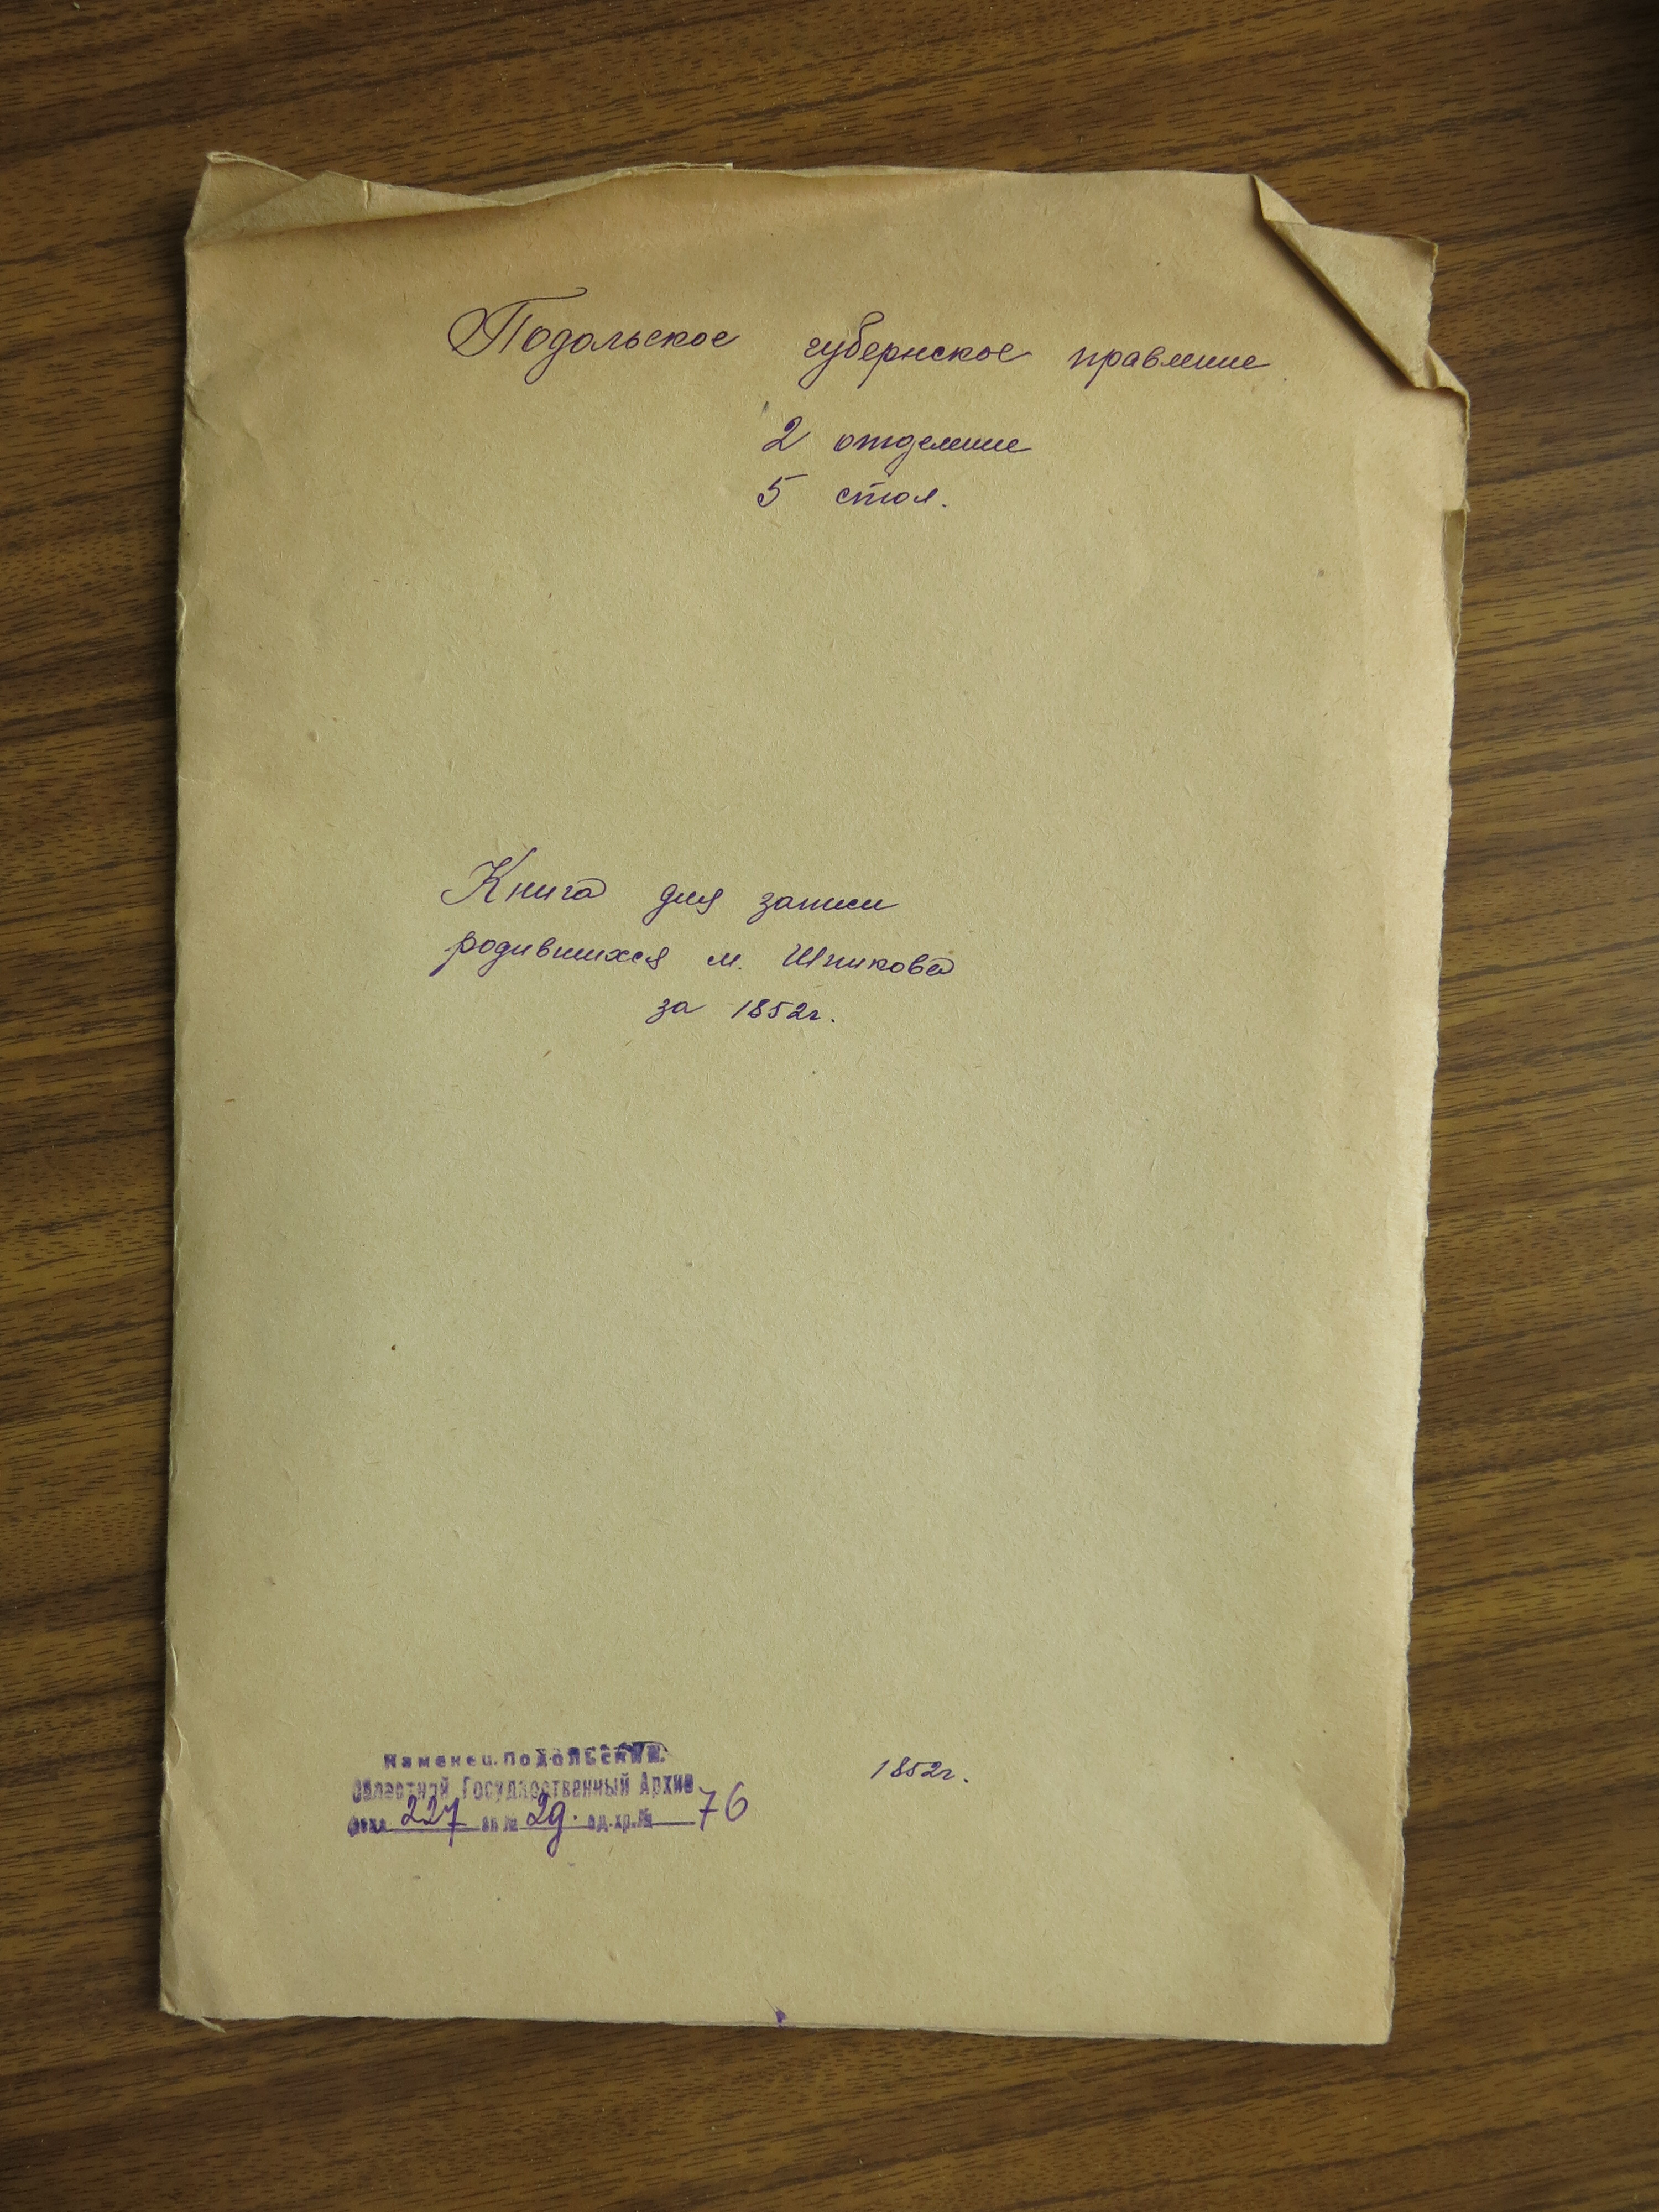 Подольское губернское правление
2 отделение
5 стол.
Книга для записи
родившихся м. Шпикова
за 1852г.
Каменец.Подольский.
Областной Государственный Архив
Фонд 227 оп № 29. ед.хр.№ 76
1852г.